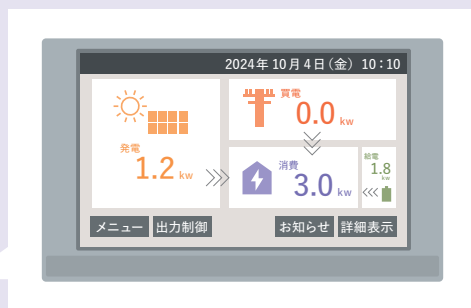 2024年10月4日(金) 10:10
発電
1.2 kw
買電
0.0 kw
消費
3.0 kw
給電
1.8
kw
メニュー
出力制御
お知らせ
詳細表示